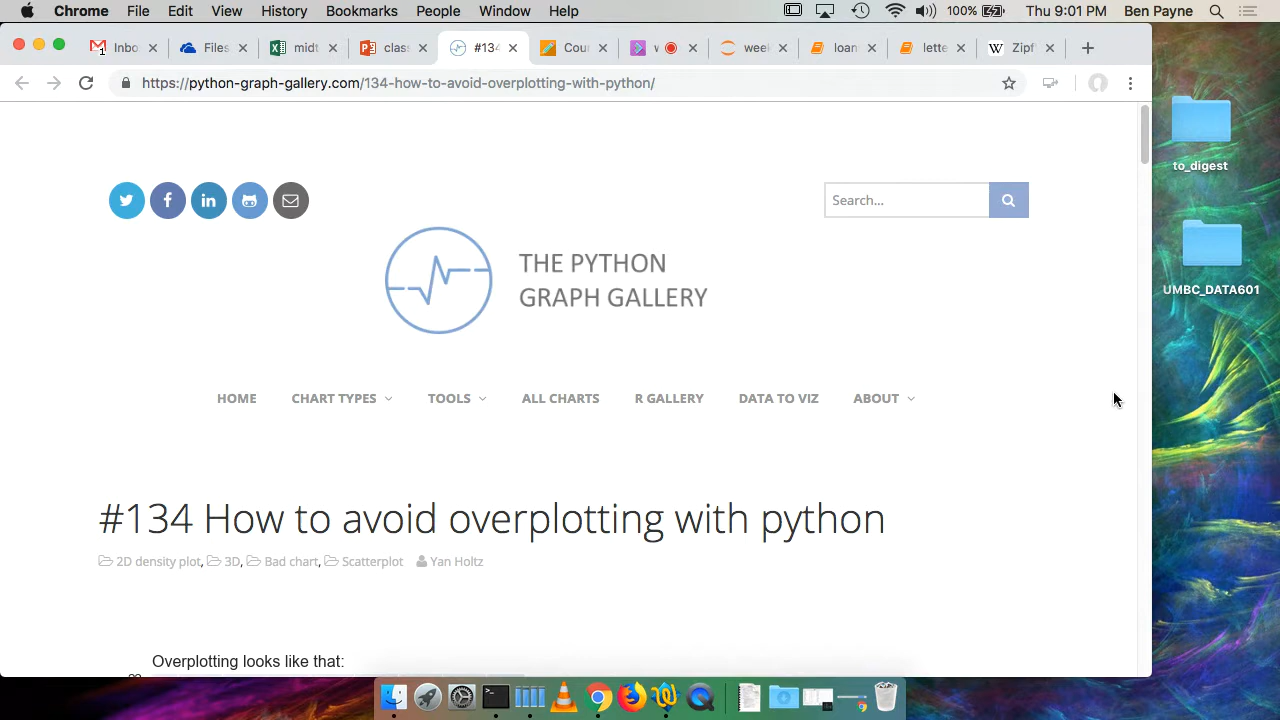 Chrome File Edit View History Bookmarks People Window Help 100% Thu 9:01 PM Ben Payne
Inbo Files midt class #134 Cour w week loan lette Zipf
https://python-graph-gallery.com/134-how-to-avoid-overplotting-with-python/
to_digest
Search...
THE PYTHON
GRAPH GALLERY
UMBC_DATA601
HOME CHART TYPES TOOLS ALL CHARTS R GALLERY DATA TO VIZ ABOUT
#134 How to avoid overplotting with python
2D density plot, 3D, Bad chart, Scatterplot Yan Holtz
Overplotting looks like that: